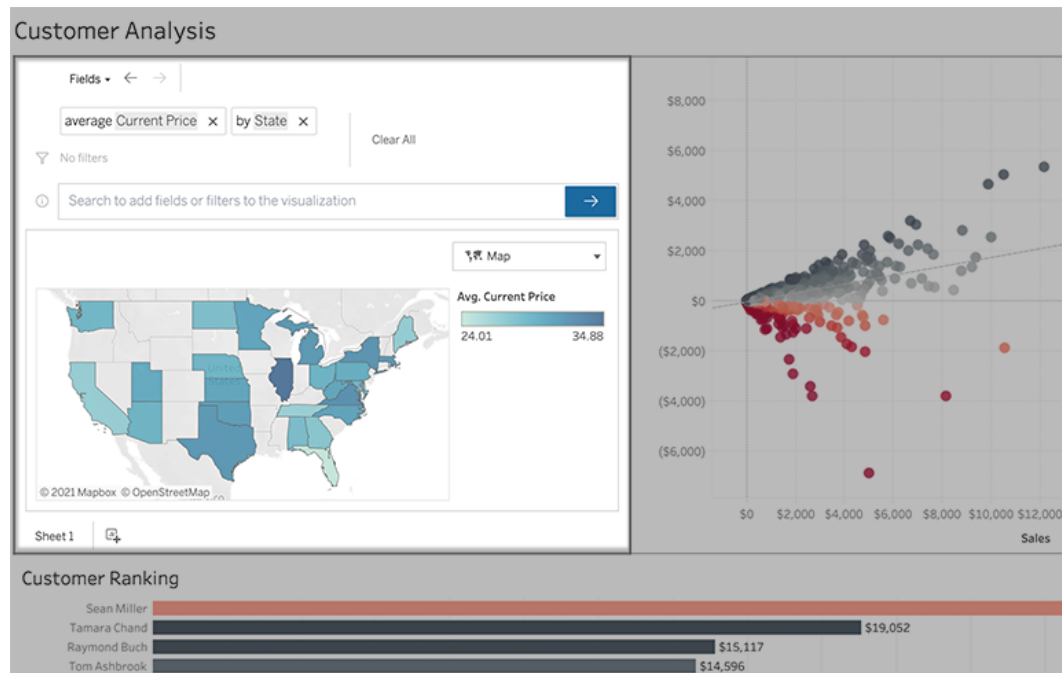 Customer Analysis
Fields
average Current Price ×
by State ×
Clear All
No filters
Search to add fields or filters to the visualization
Map
Avg. Current Price
24.01 34.88
United
States
© 2021 Mapbox © OpenStreetMap
Sheet 1
$8,000
$6,000
$4,000
$2,000
$0
($2,000)
($4,000)
($6,000)
$0 $2,000 $4,000 $6,000 $8,000 $10,000 $12,000
Sales
Customer Ranking
Sean Miller
Tamara Chand $19,052
Raymond Buch $15,117
Tom Ashbrook $14,596